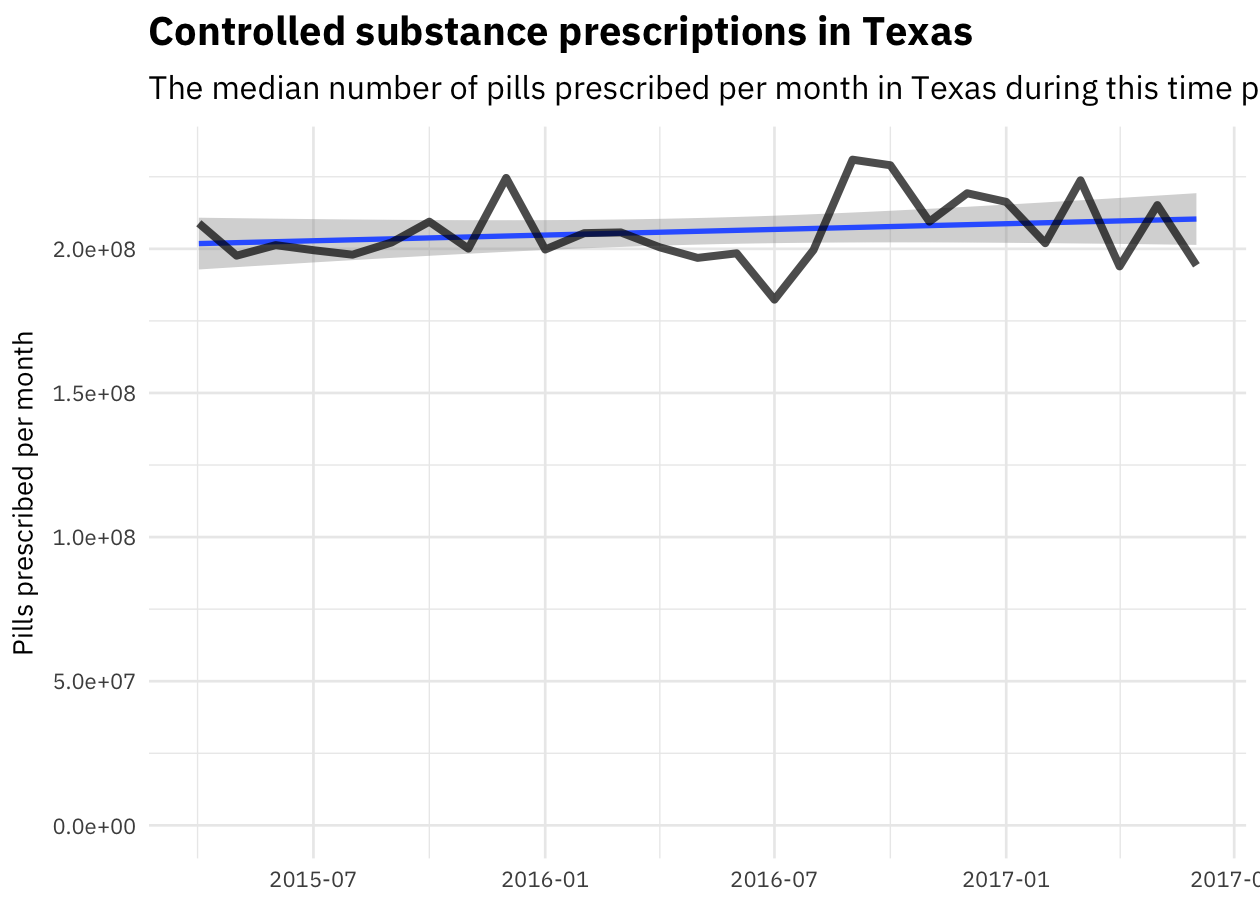 Controlled substance prescriptions in Texas
The median number of pills prescribed per month in Texas during this time p
Pills prescribed per month
2.0e+08
1.5e+08
1.0e+08
5.0e+07
0.0e+00
2015-07
2016-01
2016-07
2017-01
2017-0